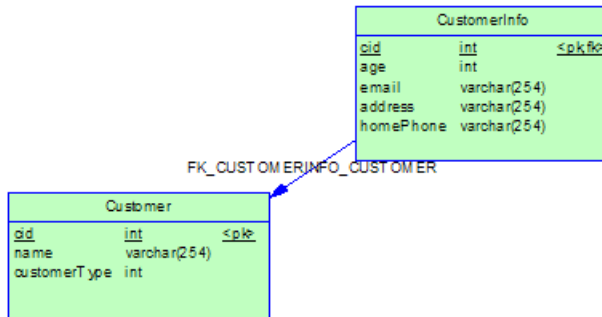 CustomerInfo
cid int <pk,fk>
age int
email varchar(254)
address varchar(254)
homePhone varchar(254)
FK_CUSTOMERINFO_CUSTOMER
Customer
cid int <pk>
name varchar(254)
customerType int